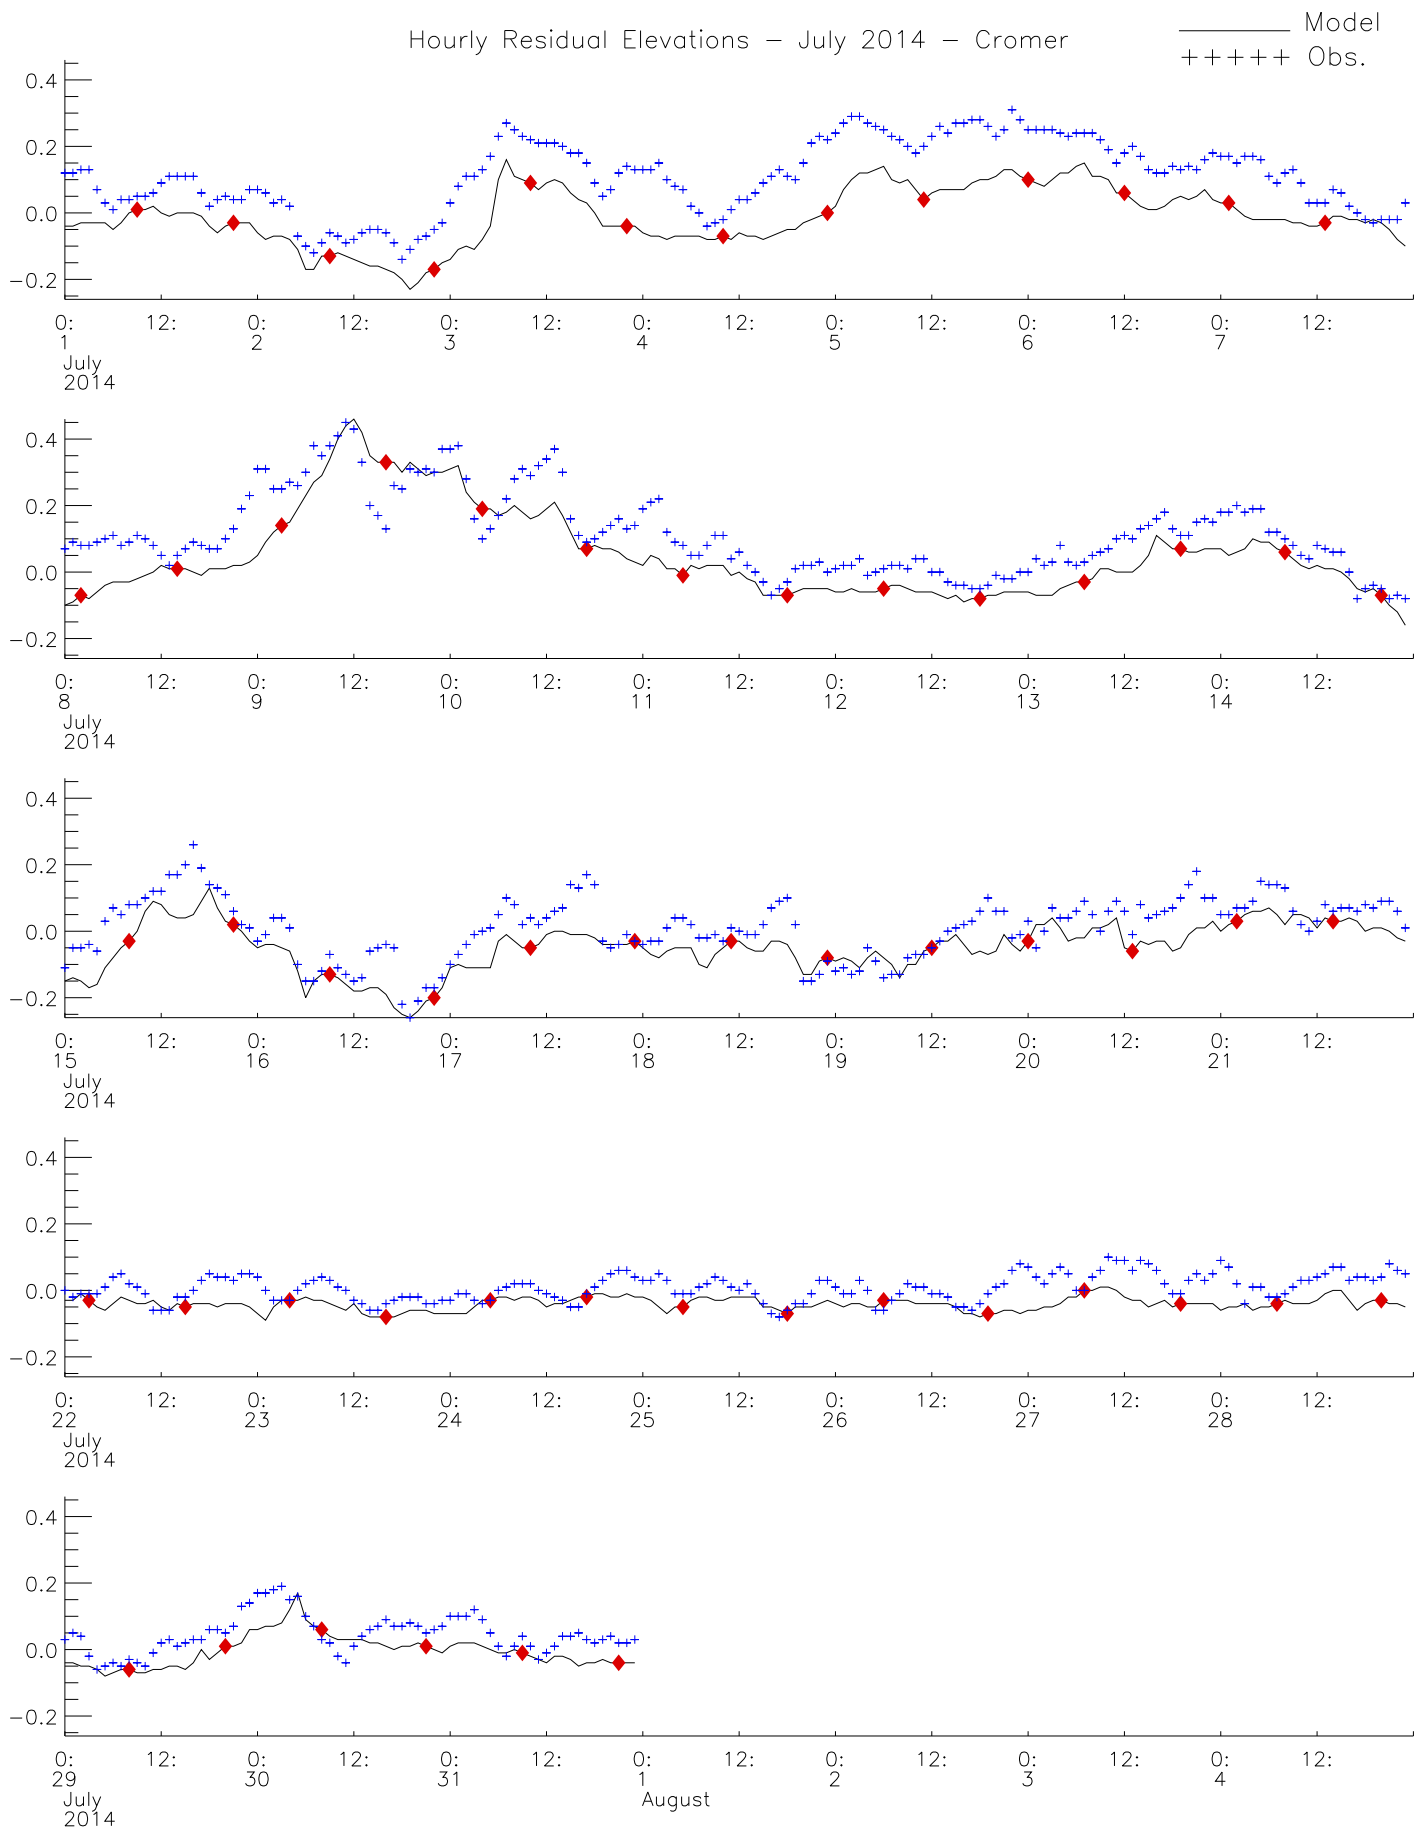 Hourly Residual Elevations − July 2014 − Cromer
Model
+++++ Obs.
0.4
0.2
0.0
−0.2
0: 12: 0: 12: 0: 12: 0: 12: 0: 12: 0: 12: 0: 12:
1 2 3 4 5 6 7
July
2014
0.4
0.2
0.0
−0.2
0: 12: 0: 12: 0: 12: 0: 12: 0: 12: 0: 12: 0: 12:
8 9 10 11 12 13 14
July
2014
0.4
0.2
0.0
−0.2
0: 12: 0: 12: 0: 12: 0: 12: 0: 12: 0: 12: 0: 12:
15 16 17 18 19 20 21
July
2014
0.4
0.2
0.0
−0.2
0: 12: 0: 12: 0: 12: 0: 12: 0: 12: 0: 12: 0: 12:
22 23 24 25 26 27 28
July
2014
0.4
0.2
0.0
−0.2
0: 12: 0: 12: 0: 12: 0: 12: 0: 12: 0: 12: 0: 12:
29 30 31 1 2 3 4
July August
2014